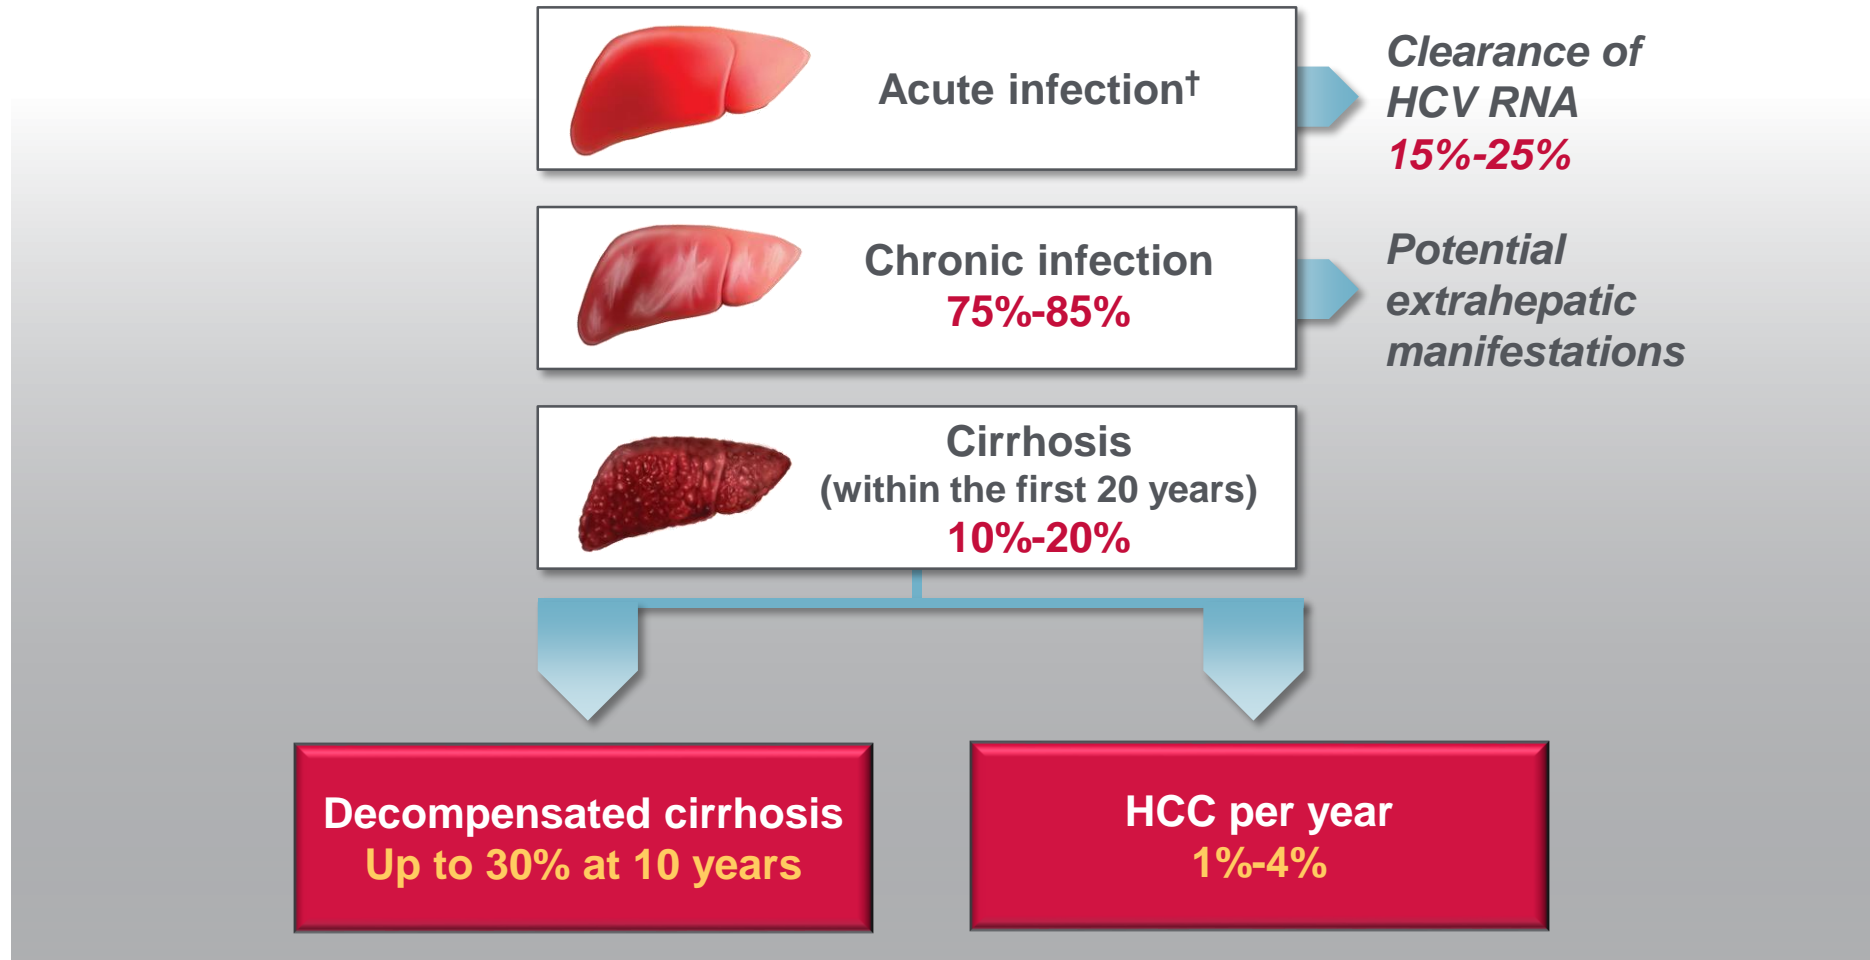 Acute infection†
Clearance of
HCV RNA
15%-25%
Chronic infection
75%-85%
Potential
extrahepatic
manifestations
Cirrhosis
(within the first 20 years)
10%-20%
Decompensated cirrhosis
Up to 30% at 10 years
HCC per year
1%-4%